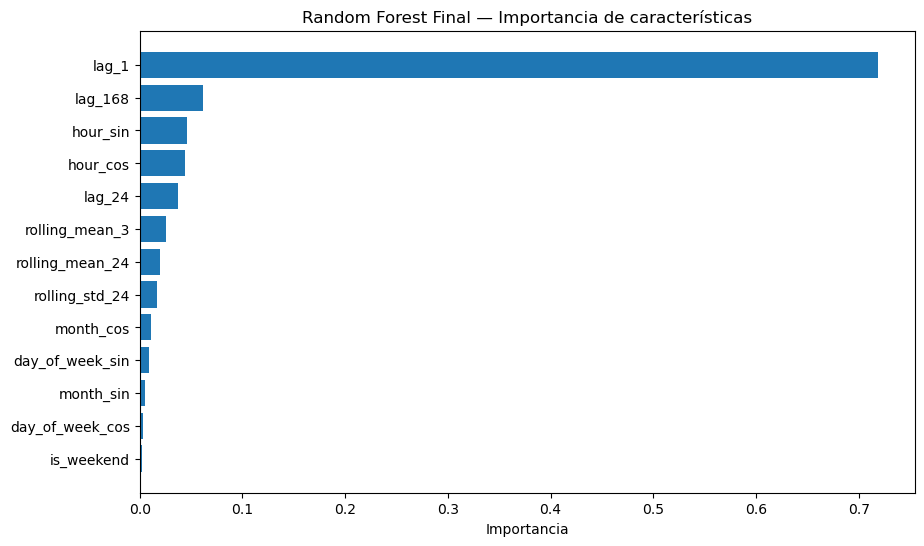 Random Forest Final — Importancia de características
lag_1
lag_168
hour_sin
hour_cos
lag_24
rolling_mean_3
rolling_mean_24
rolling_std_24
month_cos
day_of_week_sin
month_sin
day_of_week_cos
is_weekend
0.0 0.1 0.2 0.3 0.4 0.5 0.6 0.7
Importancia